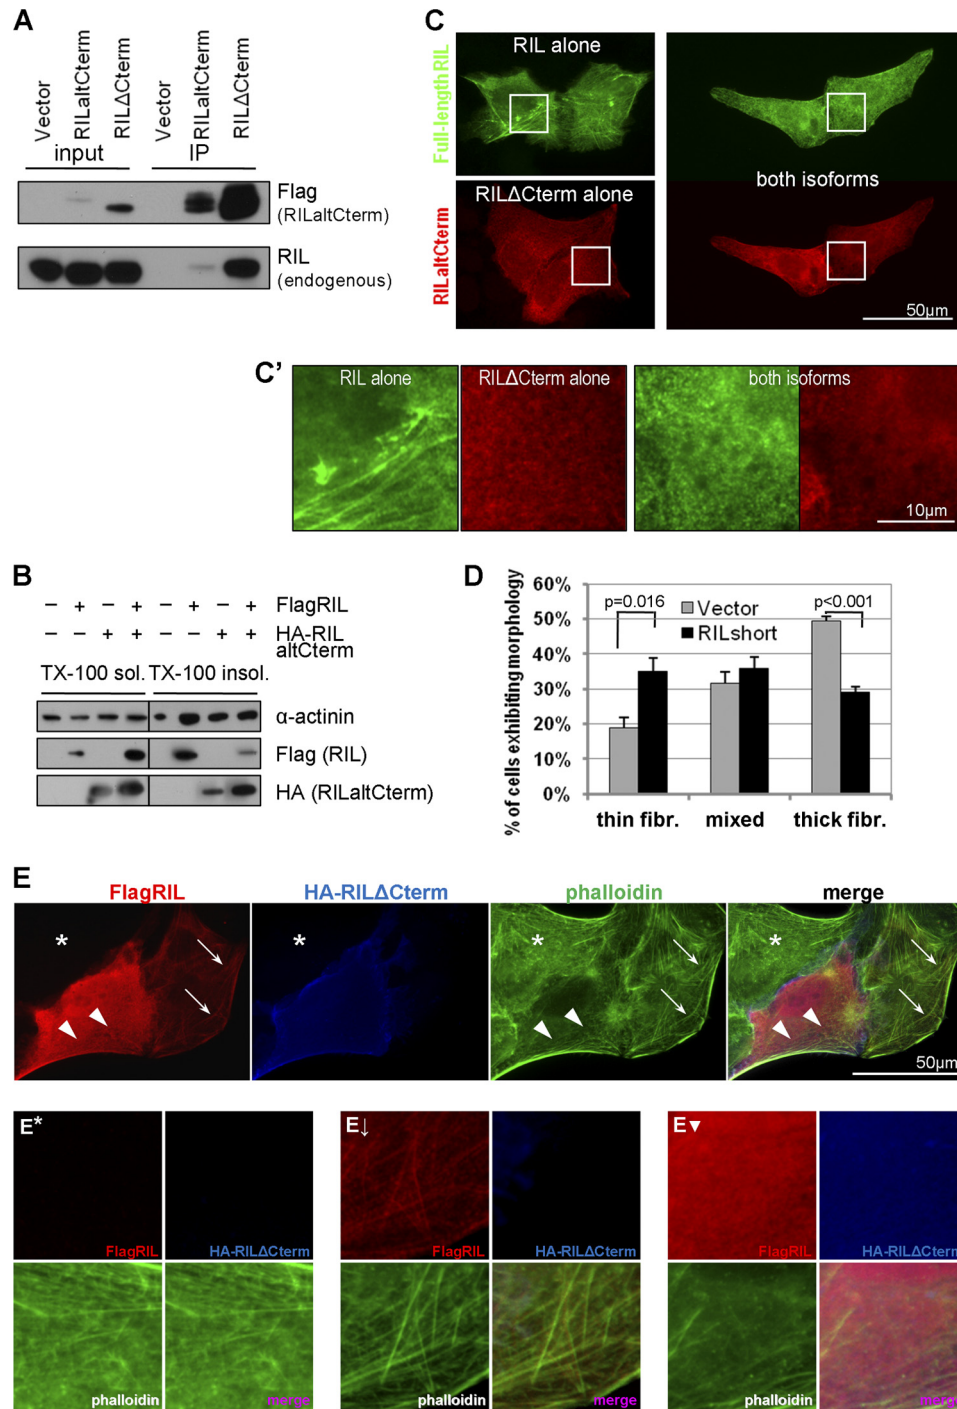 A
Vector
RILaltCterm
RILΔCterm
Vector
RILaltCterm
RILΔCterm
input
IP
Flag
(RILaltCterm)
RIL
(endogenous)
C
Full-length RIL
RILaltCterm
RIL alone
RILΔCterm alone
both isoforms
50µm
C'
RIL alone
RILΔCterm alone
both isoforms
10µm
B
– + – + – + – + FlagRIL
– – + + – – + + HA-RIL
altCterm
TX-100 sol. TX-100 insol.
α-actinin
Flag (RIL)
HA (RILaltCterm)
D
% of cells exhibiting morphology
60%
50%
40%
30%
20%
10%
0%
p=0.016
p<0.001
Vector
RILshort
thin fibr. mixed thick fibr.
E
FlagRIL HA-RILΔCterm phalloidin merge
* * * *
50µm
E*
FlagRIL HA-RILΔCterm
phalloidin merge
E↓
FlagRIL HA-RILΔCterm
phalloidin merge
E▼
FlagRIL HA-RILΔCterm
phalloidin merge